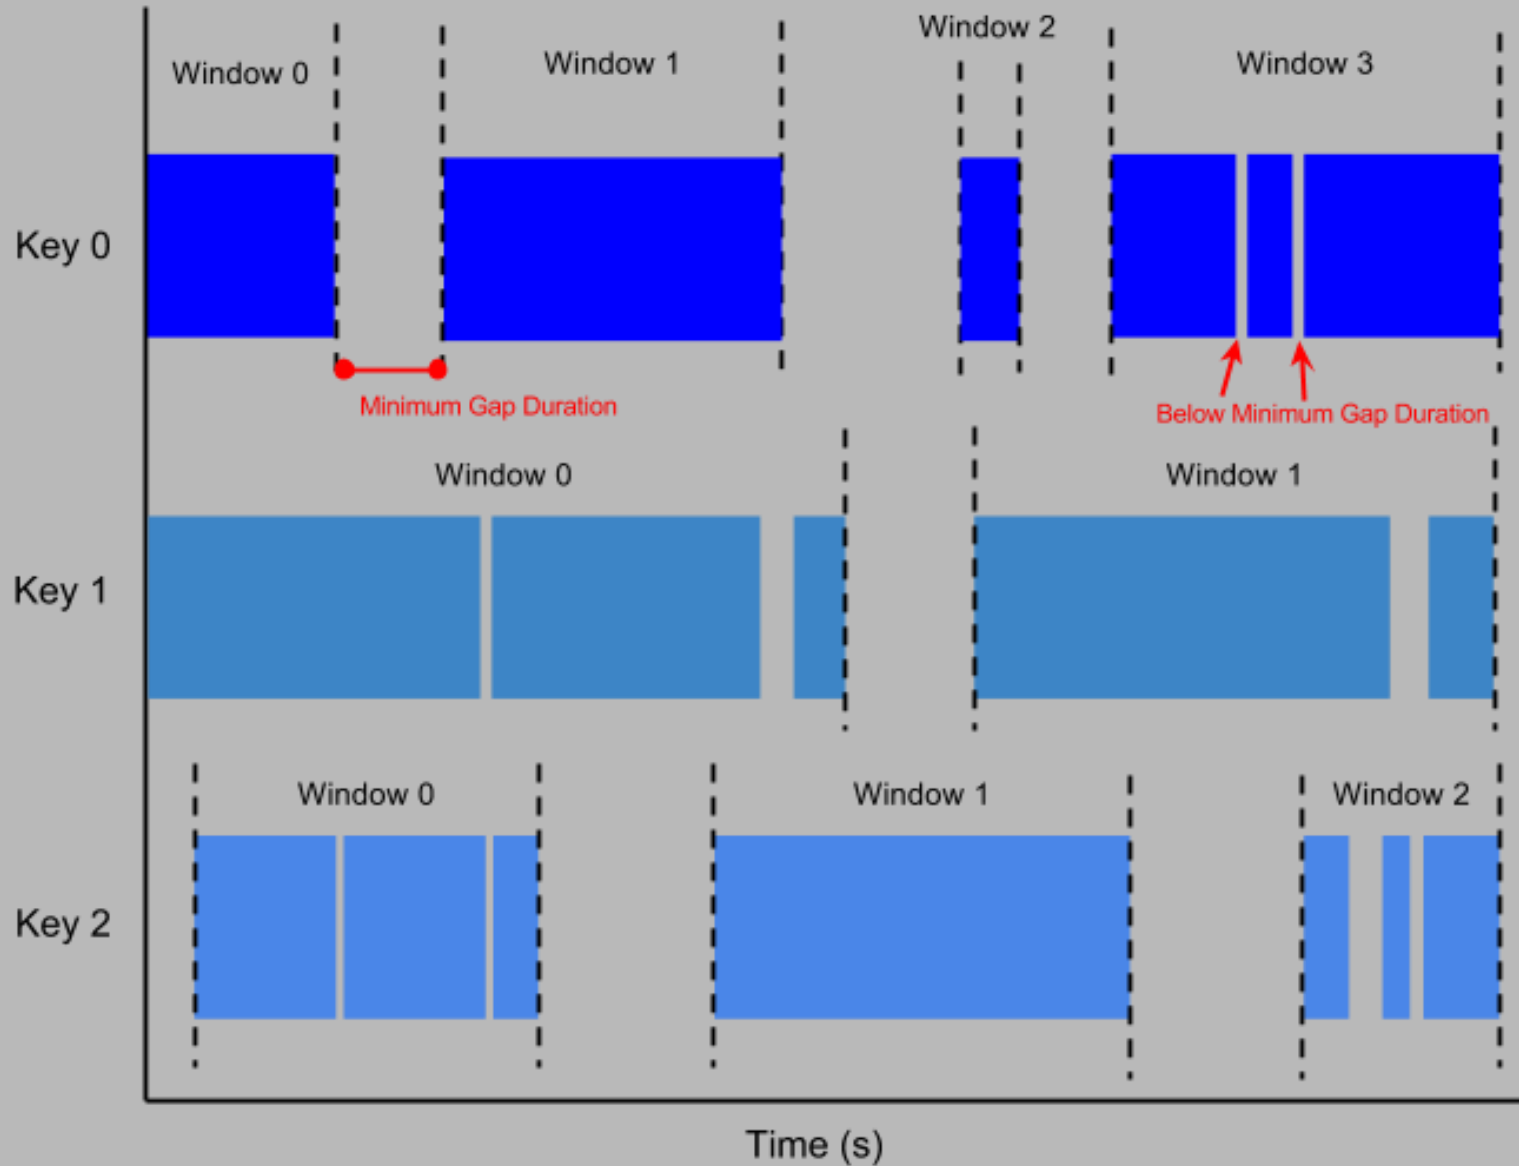 Window 2
Window 0
Window 1
Window 3
Key 0
Minimum Gap Duration
Below Minimum Gap Duration
Window 0
Window 1
Key 1
Window 0
Window 1
Window 2
Key 2
Time (s)